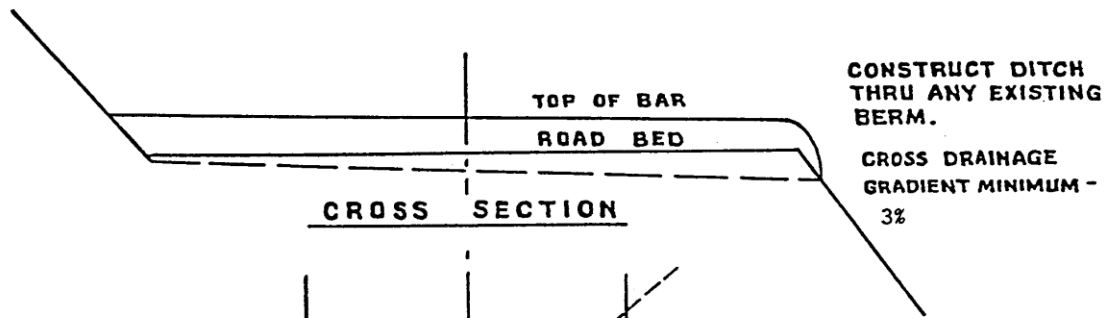 TOP OF BAR
ROAD BED
CROSS SECTION
CONSTRUCT DITCH
THRU ANY EXISTING
BERM.
CROSS DRAINAGE
GRADIENT MINIMUM -
3%